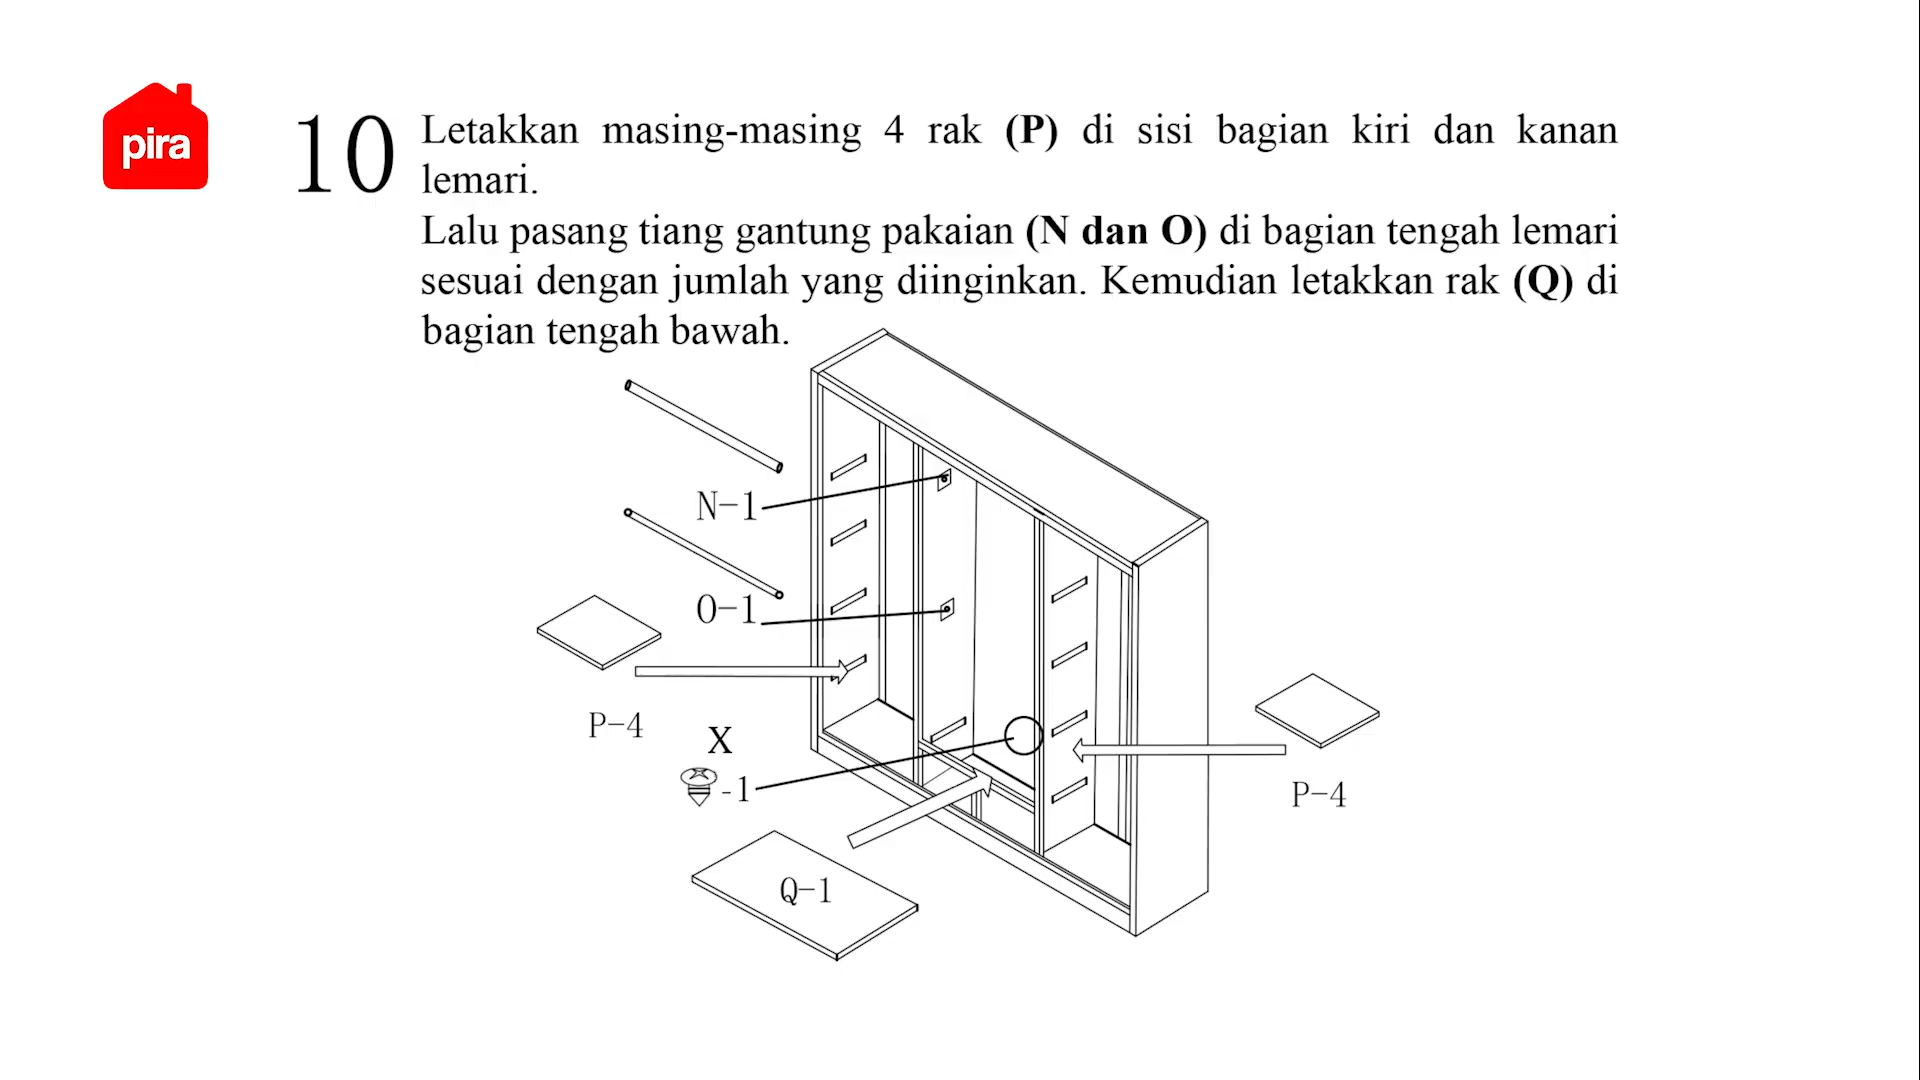 pira
10
Letakkan masing-masing 4 rak (P) di sisi bagian kiri dan kanan
lemari.
Lalu pasang tiang gantung pakaian (N dan O) di bagian tengah lemari
sesuai dengan jumlah yang diinginkan. Kemudian letakkan rak (Q) di
bagian tengah bawah.
N-1
O-1
P-4
X
-1
P-4
Q-1